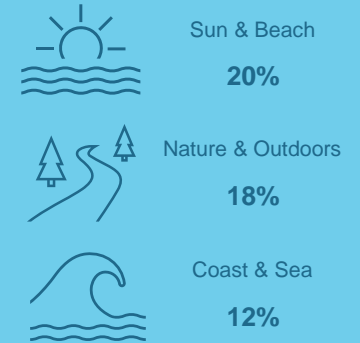 Sun & Beach
20%
Nature & Outdoors
18%
Coast & Sea
12%